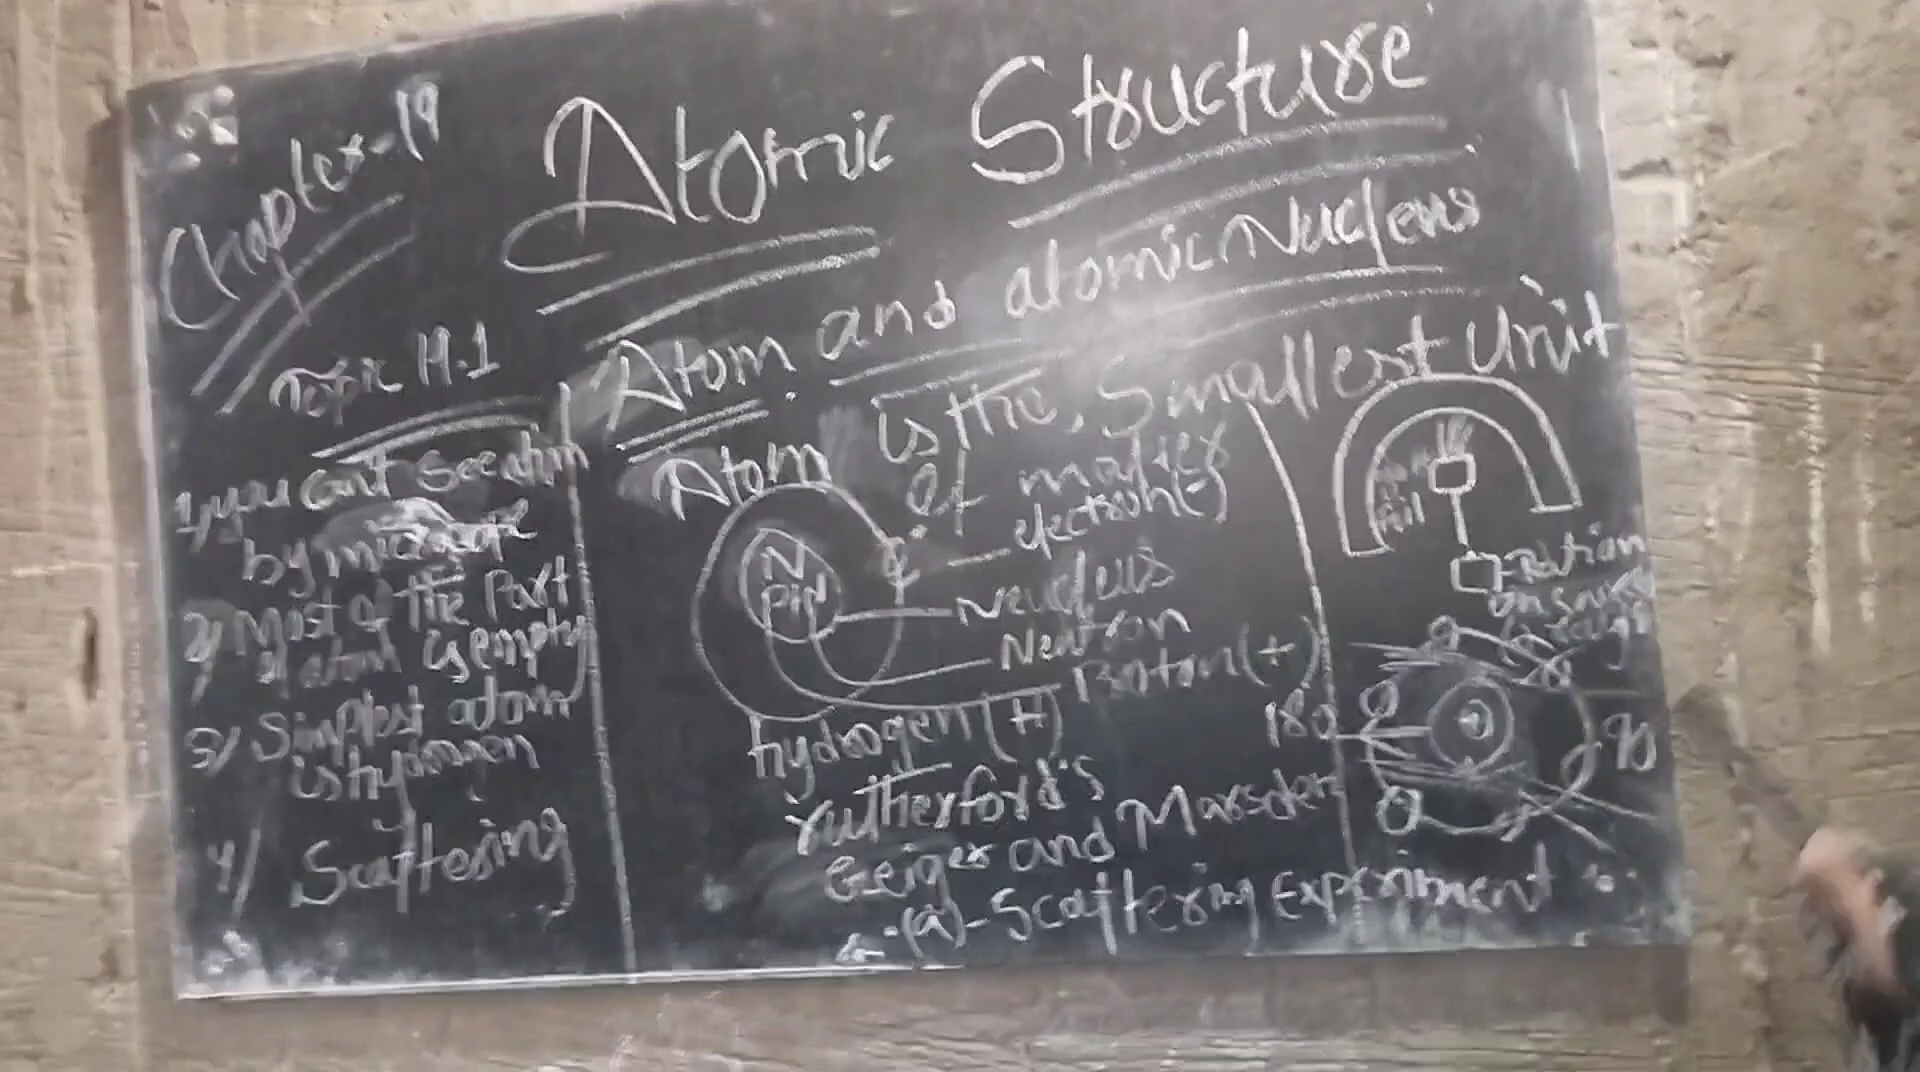 Chapter-19
Atomic Structure
Topic 19.1
Atom and atomic Nucleus
1) you can't see atom
by
2) Most of the Part
of atom is empty
3) Simplest atom
is hydrogen
4) Scattering
Atom is the, Smallest Unit
of matter
electron(-)
N
P|N
Nucleus
Neutron
Proton(+)
hydrogen(H)
rutherford's
Geiger and Marsden
(a)-Scattering Experiment
foil
180
90